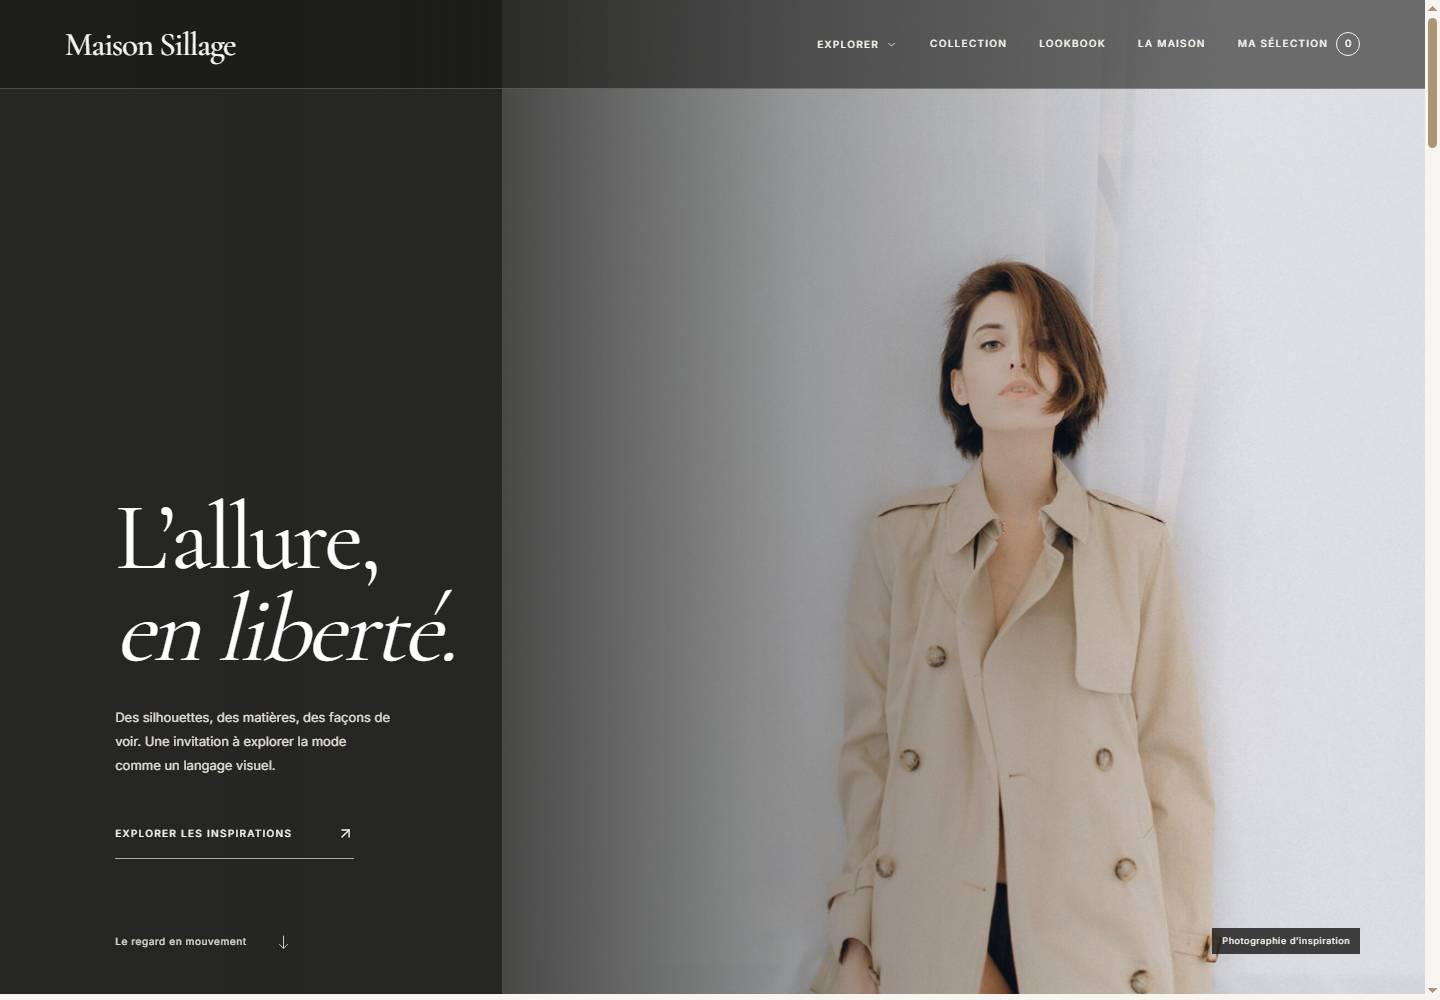 Maison Sillage
EXPLORER
COLLECTION
LOOKBOOK
LA MAISON
MA SÉLECTION
0
L’allure,
en liberté.
Des silhouettes, des matières, des façons de
voir. Une invitation à explorer la mode
comme un langage visuel.
EXPLORER LES INSPIRATIONS
Le regard en mouvement
Photographie d’inspiration